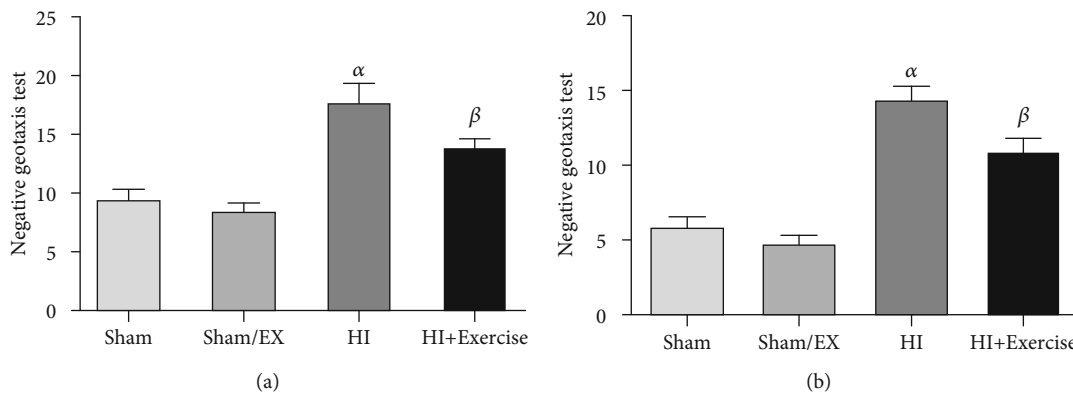 Negative geotaxis test
25
20
15
10
5
0
α
β
Sham
Sham/EX
HI
HI+Exercise
(a)
Negative geotaxis test
20
15
10
5
0
α
β
Sham
Sham/EX
HI
HI+Exercise
(b)